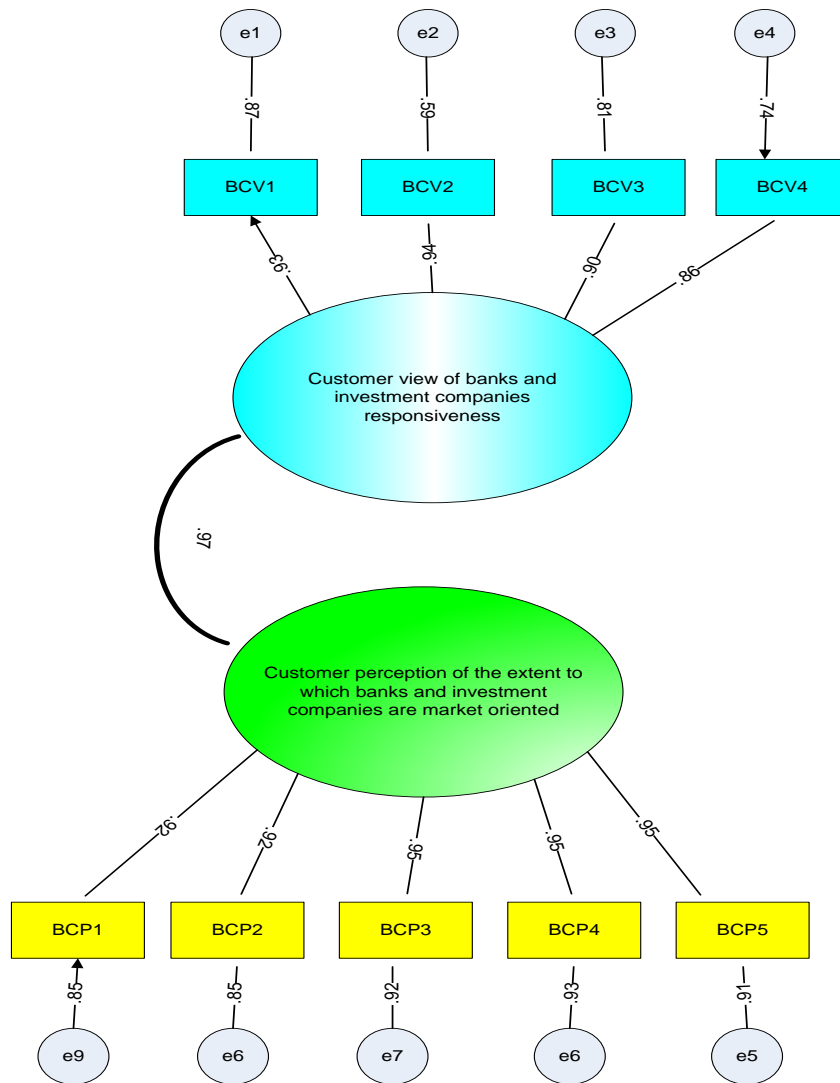 e1
e2
e3
e4
.87
.59
.81
.74
BCV1
BCV2
BCV3
BCV4
.93
.94
.90
.86
Customer view of banks and
investment companies
responsiveness
.97
Customer perception of the extent to
which banks and investment
companies are market oriented
.92
.92
.95
.95
.95
BCP1
BCP2
BCP3
BCP4
BCP5
.85
.85
.92
.93
.91
e9
e6
e7
e6
e5